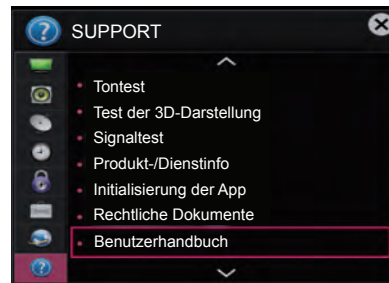 SUPPORT
Tontest
Test der 3D-Darstellung
Signaltest
Produkt-/Dienstinfo
Initialisierung der App
Rechtliche Dokumente
Benutzerhandbuch